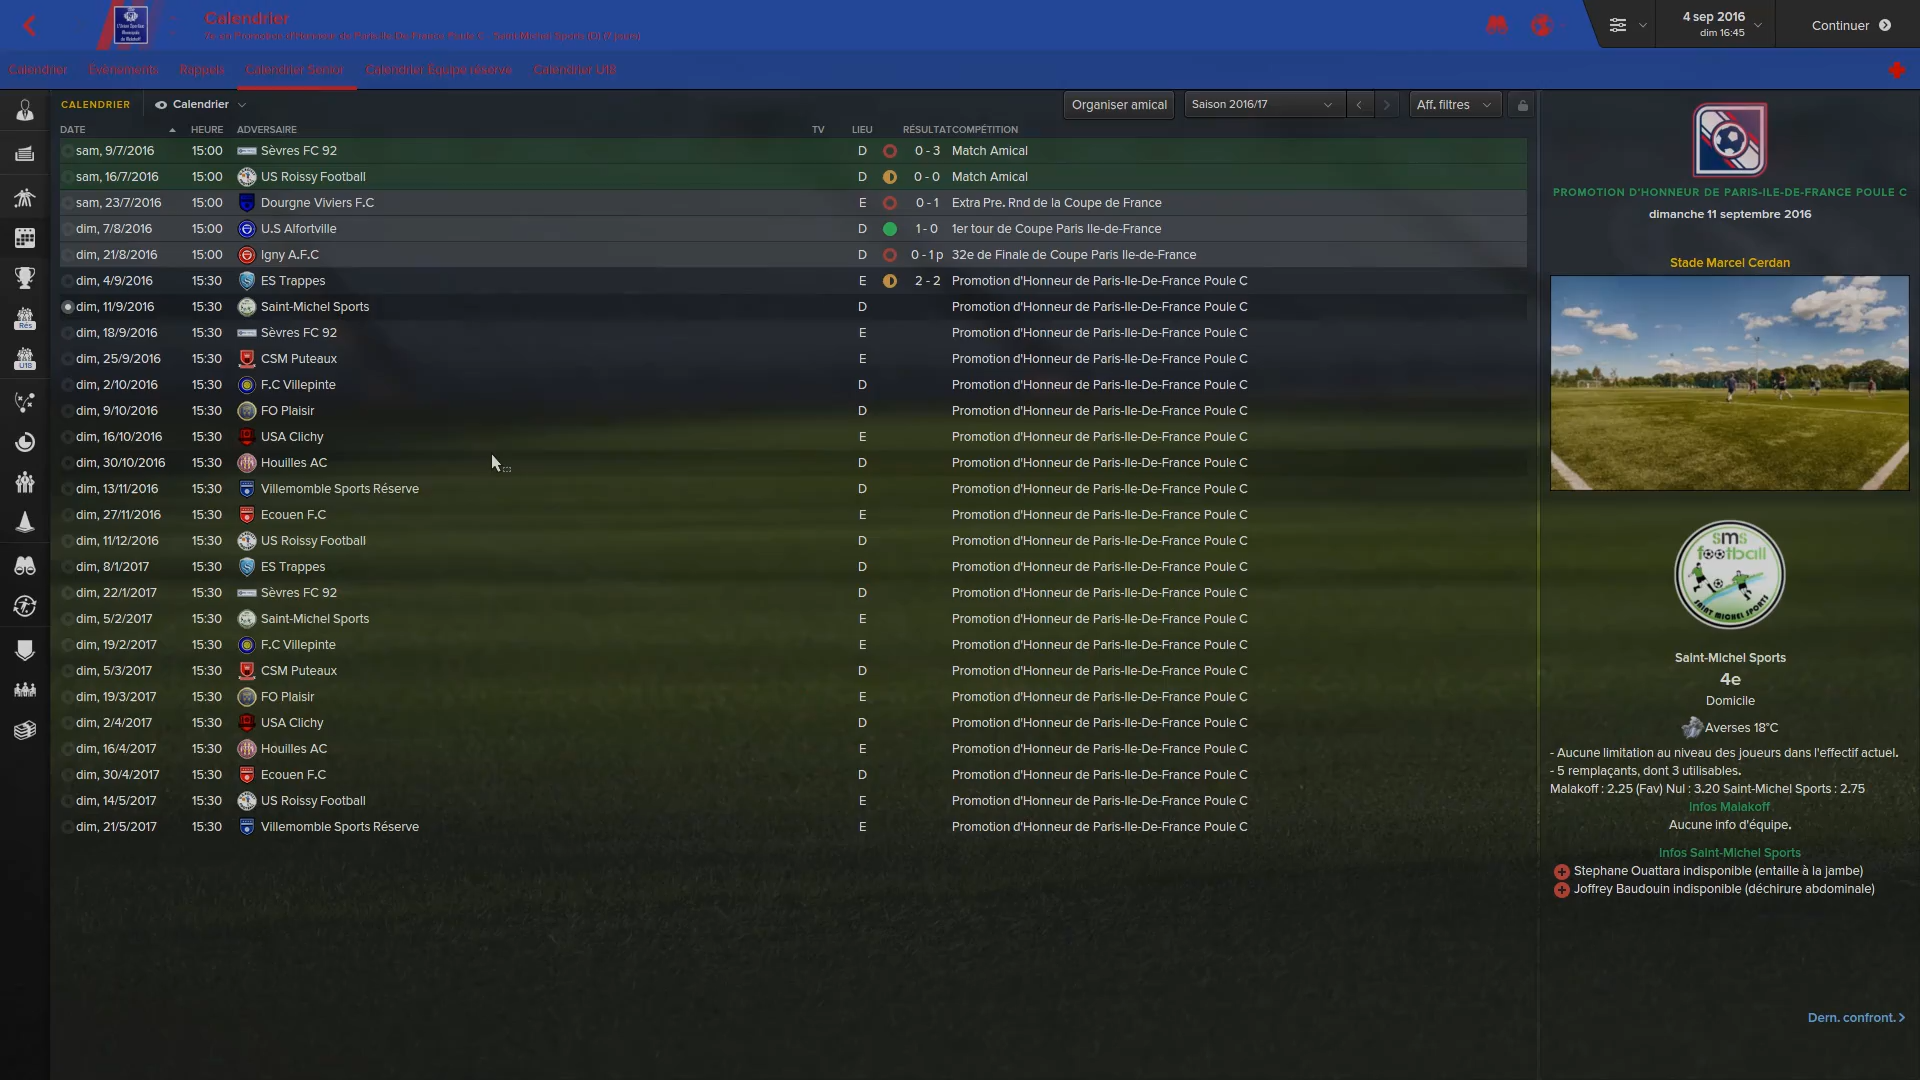 Calendrier
7e en Promotion d'Honneur de Paris-Ile-De-France Poule C - Saint-Michel Sports (D) (7 jours)
4 sep 2016
dim 16:45
Continuer
Calendrier Evènements Rappels Calendrier Senior Calendrier Equipe réserve Calendrier U18
CALENDRIER Calendrier Organiser amical Saison 2016/17 Aff. filtres
DATE HEURE ADVERSAIRE TV LIEU RÉSULTAT COMPÉTITION
sam, 9/7/2016 15:00 Sèvres FC 92 D 0 - 3 Match Amical
sam, 16/7/2016 15:00 US Roissy Football D 0 - 0 Match Amical
sam, 23/7/2016 15:00 Dourgne Viviers F.C E 0 - 1 Extra Pre. Rnd de la Coupe de France
dim, 7/8/2016 15:00 U.S Alfortville D 1 - 0 1er tour de Coupe Paris Ile-de-France
dim, 21/8/2016 15:00 Igny A.F.C D 0 - 1 p 32e de Finale de Coupe Paris Ile-de-France
dim, 4/9/2016 15:30 ES Trappes E 2 - 2 Promotion d'Honneur de Paris-Ile-De-France Poule C
dim, 11/9/2016 15:30 Saint-Michel Sports D Promotion d'Honneur de Paris-Ile-De-France Poule C
dim, 18/9/2016 15:30 Sèvres FC 92 E Promotion d'Honneur de Paris-Ile-De-France Poule C
dim, 25/9/2016 15:30 CSM Puteaux E Promotion d'Honneur de Paris-Ile-De-France Poule C
dim, 2/10/2016 15:30 F.C Villepinte D Promotion d'Honneur de Paris-Ile-De-France Poule C
dim, 9/10/2016 15:30 FO Plaisir D Promotion d'Honneur de Paris-Ile-De-France Poule C
dim, 16/10/2016 15:30 USA Clichy E Promotion d'Honneur de Paris-Ile-De-France Poule C
dim, 30/10/2016 15:30 Houilles AC D Promotion d'Honneur de Paris-Ile-De-France Poule C
dim, 13/11/2016 15:30 Villemomble Sports Réserve D Promotion d'Honneur de Paris-Ile-De-France Poule C
dim, 27/11/2016 15:30 Ecouen F.C E Promotion d'Honneur de Paris-Ile-De-France Poule C
dim, 11/12/2016 15:30 US Roissy Football D Promotion d'Honneur de Paris-Ile-De-France Poule C
dim, 8/1/2017 15:30 ES Trappes D Promotion d'Honneur de Paris-Ile-De-France Poule C
dim, 22/1/2017 15:30 Sèvres FC 92 D Promotion d'Honneur de Paris-Ile-De-France Poule C
dim, 5/2/2017 15:30 Saint-Michel Sports E Promotion d'Honneur de Paris-Ile-De-France Poule C
dim, 19/2/2017 15:30 F.C Villepinte E Promotion d'Honneur de Paris-Ile-De-France Poule C
dim, 5/3/2017 15:30 CSM Puteaux D Promotion d'Honneur de Paris-Ile-De-France Poule C
dim, 19/3/2017 15:30 FO Plaisir E Promotion d'Honneur de Paris-Ile-De-France Poule C
dim, 2/4/2017 15:30 USA Clichy D Promotion d'Honneur de Paris-Ile-De-France Poule C
dim, 16/4/2017 15:30 Houilles AC E Promotion d'Honneur de Paris-Ile-De-France Poule C
dim, 30/4/2017 15:30 Ecouen F.C D Promotion d'Honneur de Paris-Ile-De-France Poule C
dim, 14/5/2017 15:30 US Roissy Football E Promotion d'Honneur de Paris-Ile-De-France Poule C
dim, 21/5/2017 15:30 Villemomble Sports Réserve E Promotion d'Honneur de Paris-Ile-De-France Poule C
Rés
U18
PROMOTION D'HONNEUR DE PARIS-ILE-DE-FRANCE POULE C
dimanche 11 septembre 2016
Stade Marcel Cerdan
sms
football
SAINT MICHEL SPORTS
Saint-Michel Sports
4e
Domicile
Averses 18°C
- Aucune limitation au niveau des joueurs dans l'effectif actuel.
- 5 remplaçants, dont 3 utilisables.
Malakoff : 2.25 (Fav) Nul : 3.20 Saint-Michel Sports : 2.75
Infos Malakoff
Aucune info d'équipe.
Infos Saint-Michel Sports
Stephane Ouattara indisponible (entaille à la jambe)
Joffrey Baudouin indisponible (déchirure abdominale)
Dern. confront.